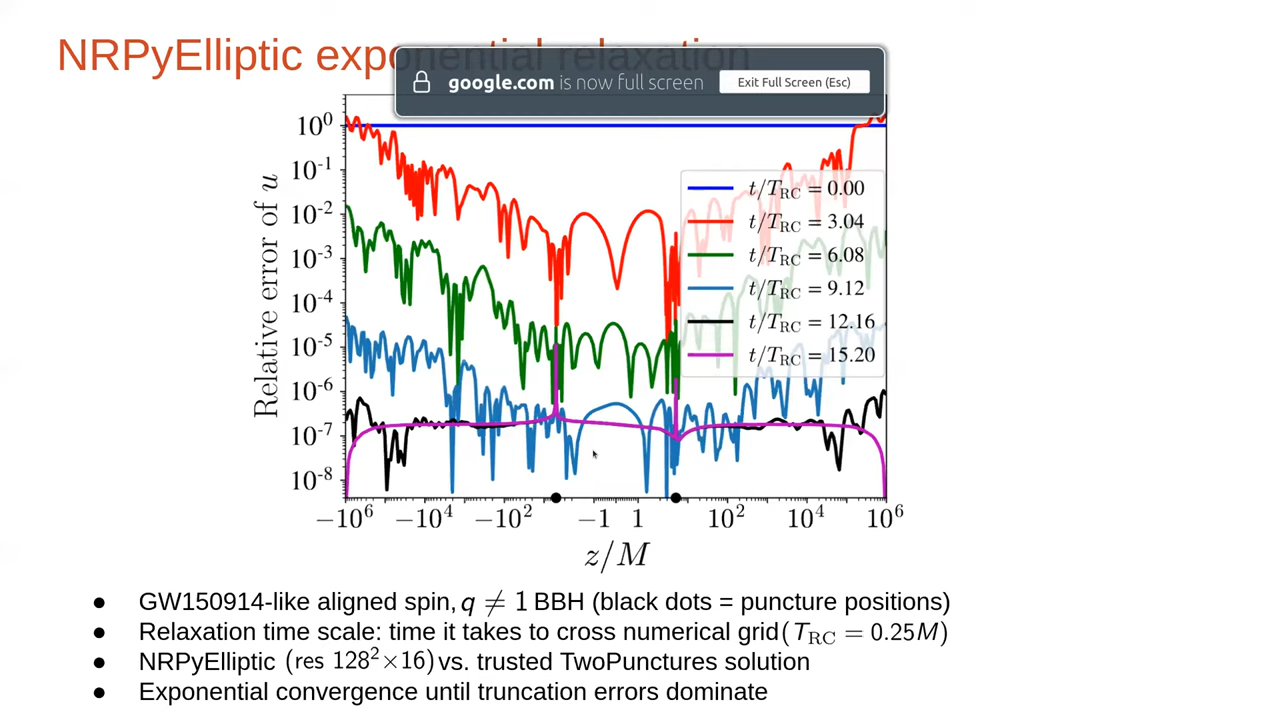 NRPyElliptic exponential relaxation
google.com is now full screen
Exit Full Screen (Esc)
10^0
10^-1
10^-2
10^-3
10^-4
10^-5
10^-6
10^-7
10^-8
Relative error of u
t/T_RC = 0.00
t/T_RC = 3.04
t/T_RC = 6.08
t/T_RC = 9.12
t/T_RC = 12.16
t/T_RC = 15.20
−10^6 −10^4 −10^2 −1 1 10^2 10^4 10^6
z/M
● GW150914-like aligned spin, q ≠ 1 BBH (black dots = puncture positions)
● Relaxation time scale: time it takes to cross numerical grid (T_RC = 0.25M)
● NRPyElliptic (res 128^2×16) vs. trusted TwoPunctures solution
● Exponential convergence until truncation errors dominate